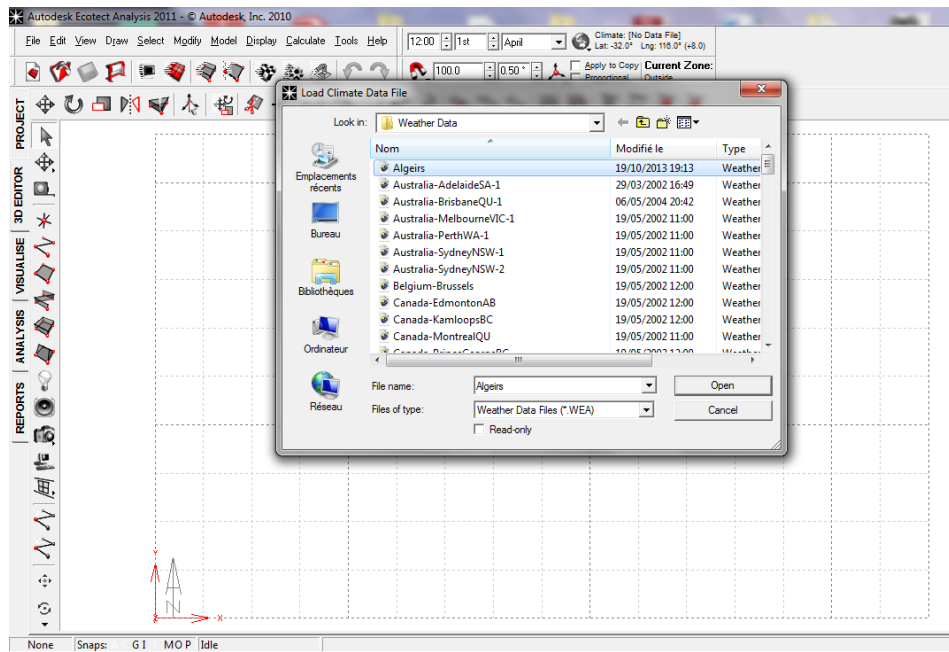 Autodesk Ecotect Analysis 2011 - © Autodesk, Inc. 2010
File Edit View Draw Select Modify Model Display Calculate Tools Help
12:00 1st April
Climate: [No Data File]
Lat: -32.0° Lng: 116.0° (+8.0)
100.0 0.50 °
Apply to Copy Current Zone:
Proportional Outside
PROJECT
3D EDITOR
VISUALISE
ANALYSIS
REPORTS
Load Climate Data File
Look in: Weather Data
Emplacements
récents
Bureau
Bibliothèques
Ordinateur
Réseau
Nom Modifié le Type
Algeirs 19/10/2013 19:13 Weather
Australia-AdelaideSA-1 29/03/2002 16:49 Weather
Australia-BrisbaneQU-1 06/05/2004 20:42 Weather
Australia-MelbourneVIC-1 19/05/2002 11:00 Weather
Australia-PerthWA-1 19/05/2002 11:00 Weather
Australia-SydneyNSW-1 19/05/2002 11:00 Weather
Australia-SydneyNSW-2 19/05/2002 11:00 Weather
Belgium-Brussels 19/05/2002 12:00 Weather
Canada-EdmontonAB 19/05/2002 12:00 Weather
Canada-KamloopsBC 19/05/2002 12:00 Weather
Canada-MontrealQU 19/05/2002 11:00 Weather
Canada-PrinceGeorgeBC 19/05/2002 12:00 Weather
File name: Algeirs Open
Files of type: Weather Data Files (*.WEA) Cancel
Read-only
Y
N
X
None Snaps: G I M O P Idle